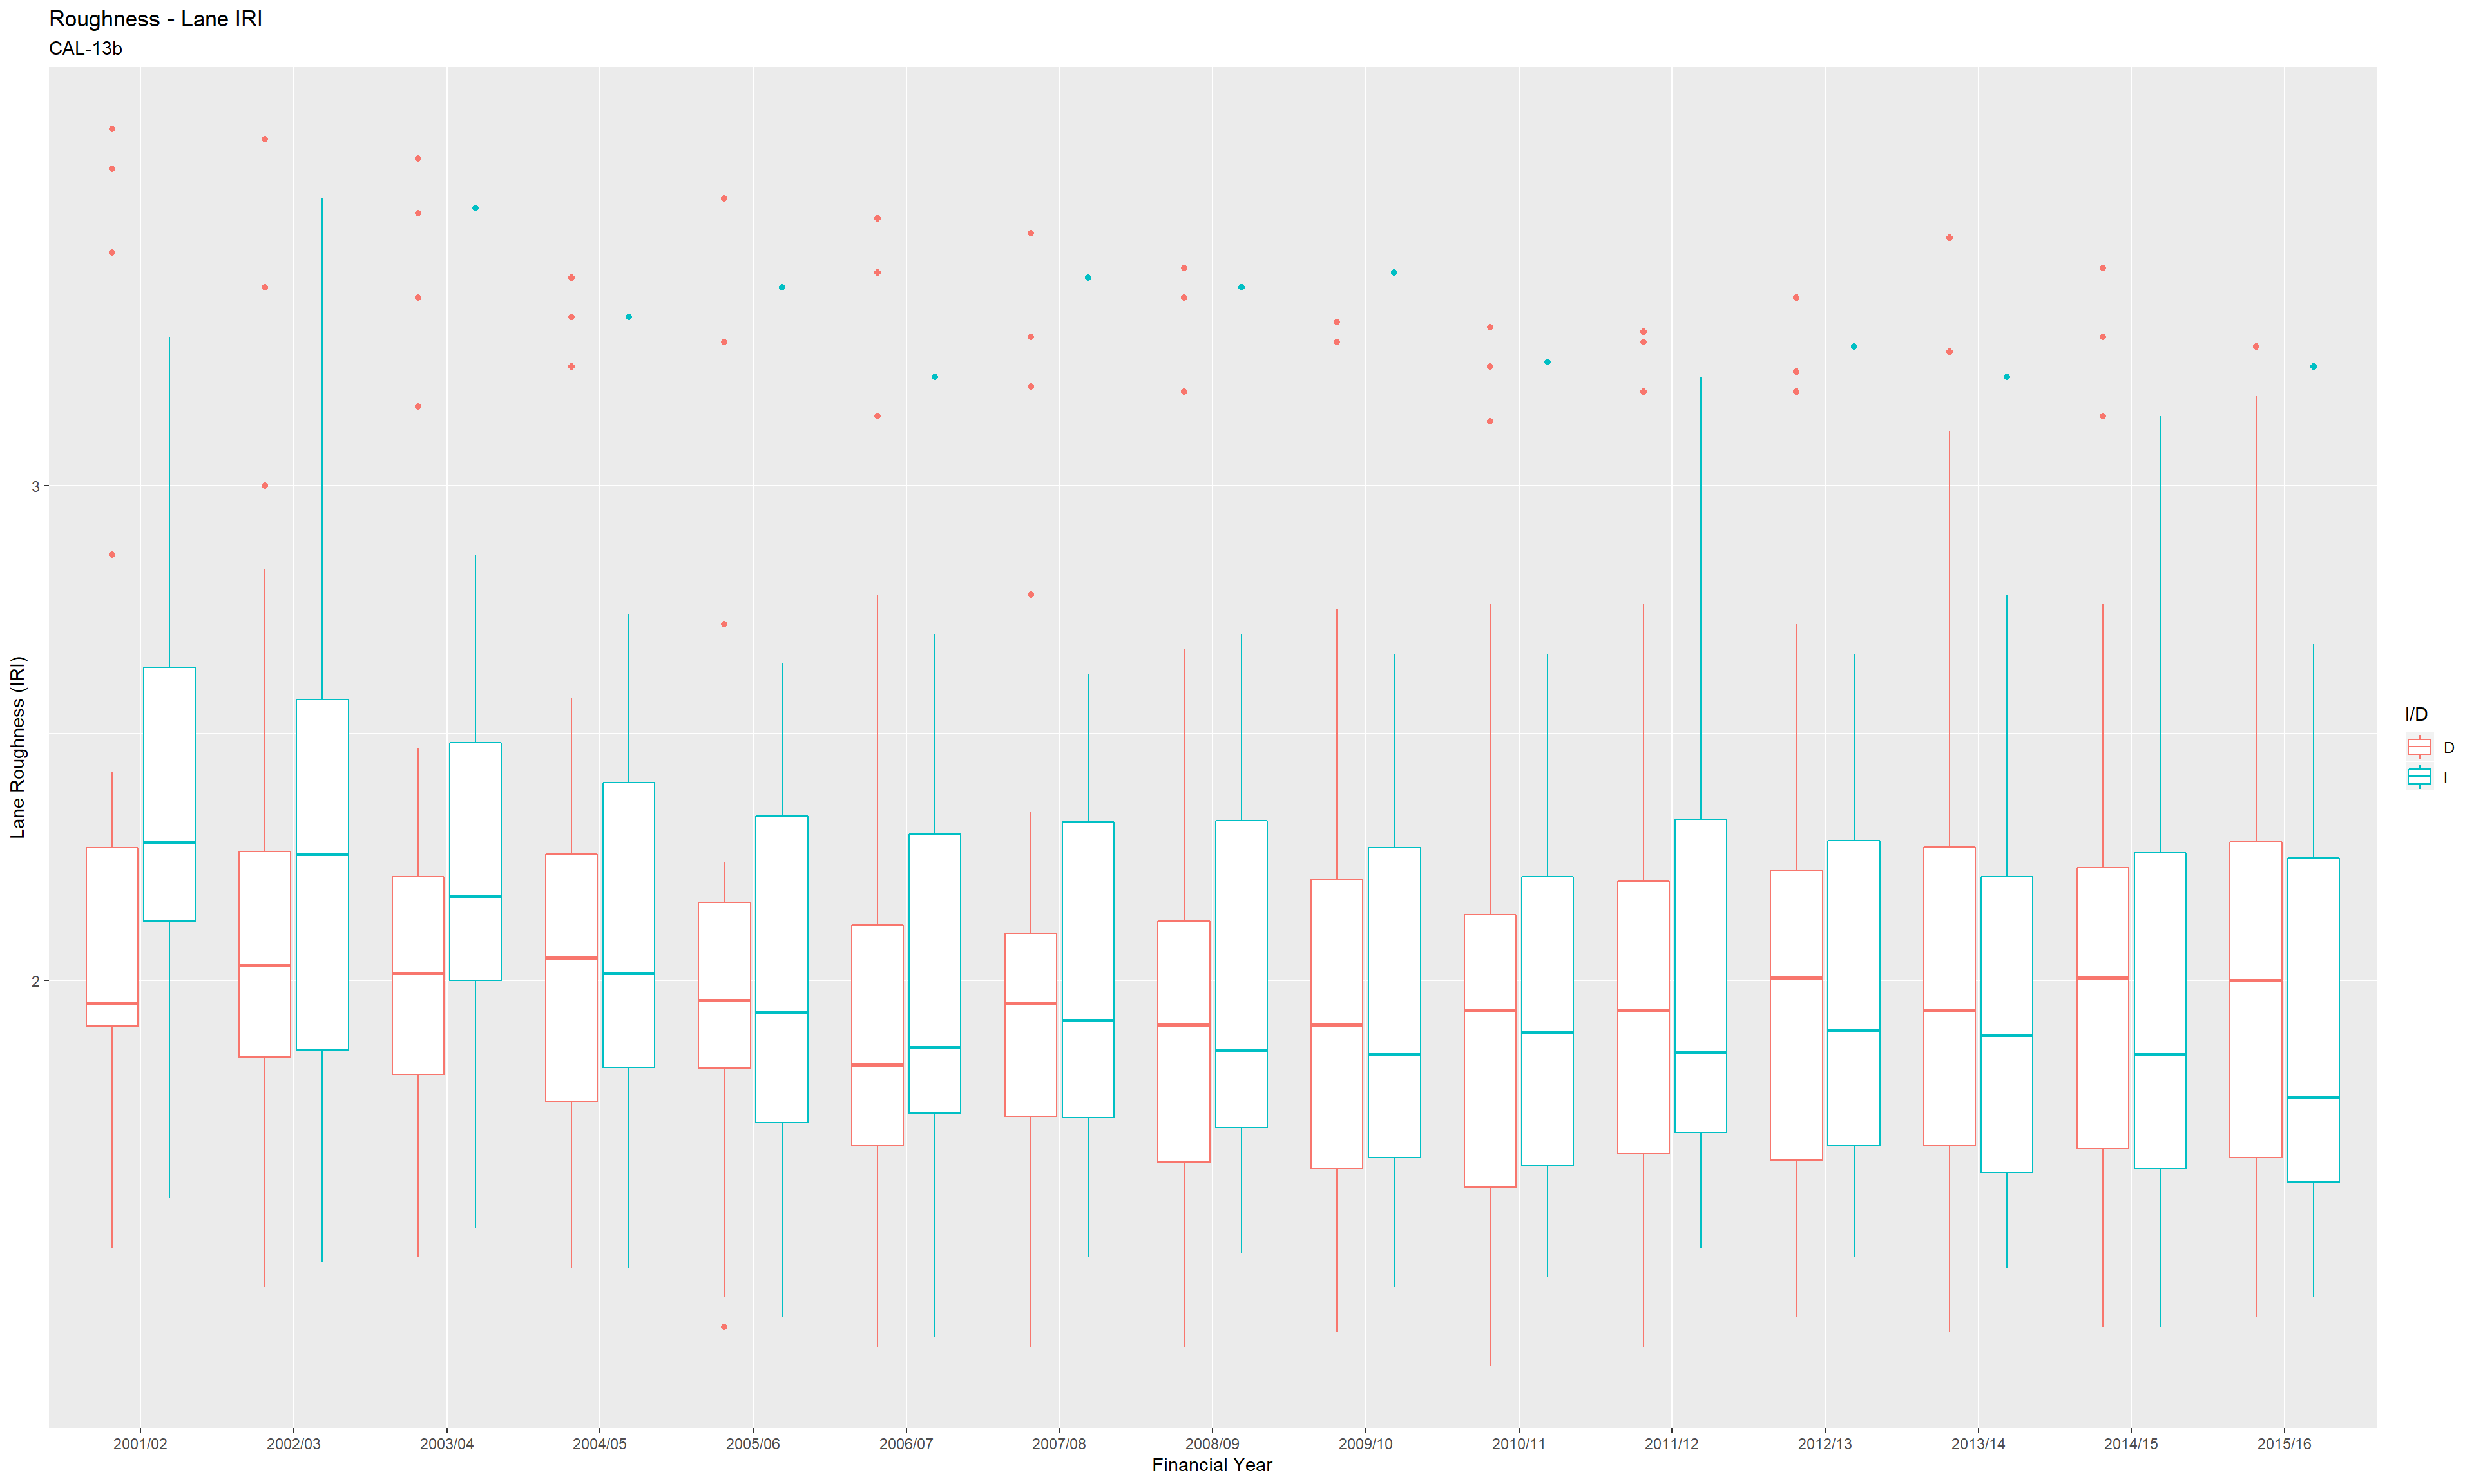 Roughness - Lane IRI
CAL-13b
Lane Roughness (IRI)
3
2
2001/02 2002/03 2003/04 2004/05 2005/06 2006/07 2007/08 2008/09 2009/10 2010/11 2011/12 2012/13 2013/14 2014/15 2015/16
Financial Year
I/D
D
I